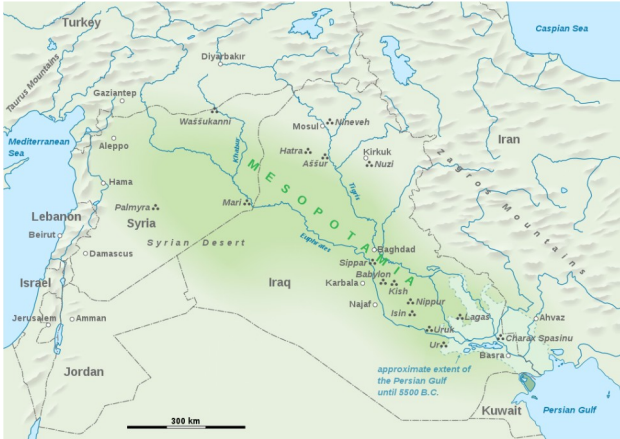 Turkey
Caspian Sea
Diyarbakır
Taurus Mountains
Gaziantep
Waššukanni
Mosul
Nineveh
Mediterranean
Sea
Aleppo
Khabour
Hatra
Aššur
Kirkuk
Nuzi
Iran
Zagros Mountains
MESOPOTAMIA
Tigris
Hama
Mari
Palmyra
Lebanon
Syria
Beirut
Syrian Desert
Euphrates
Baghdad
Damascus
Sippar
Babylon
Israel
Iraq
Karbala
Kish
Najaf
Nippur
Isin
Lagaš
Ahvaz
Jerusalem
Amman
Uruk
Charax Spasinu
Ur
Basra
approximate extent of
the Persian Gulf
until 5500 B.C.
Jordan
300 km
Kuwait
Persian Gulf